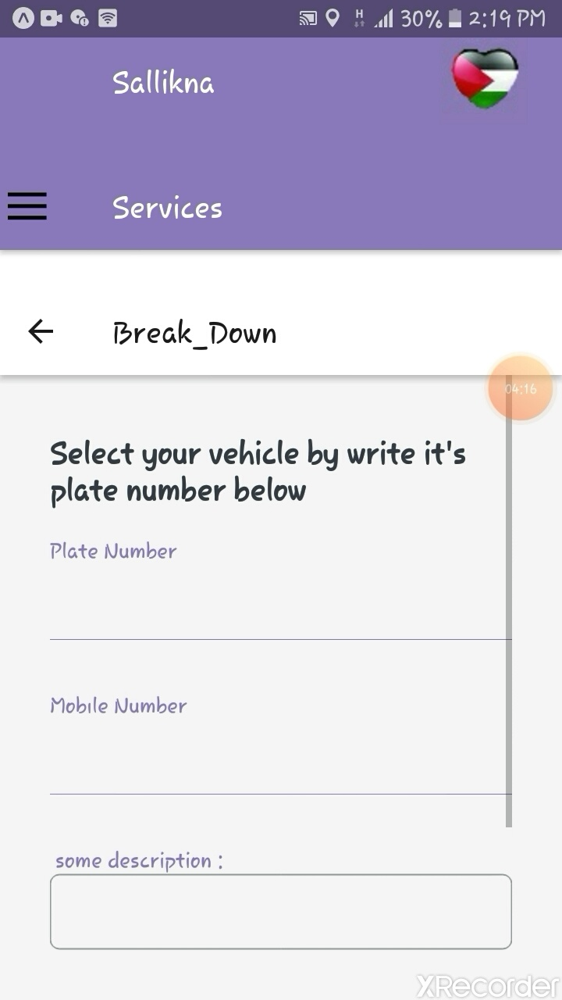 H 30% 2:19 PM
Sallikna
Services
Break_Down
04:16
Select your vehicle by write it's
plate number below
Plate Number
Mobile Number
some description :
XRecorder